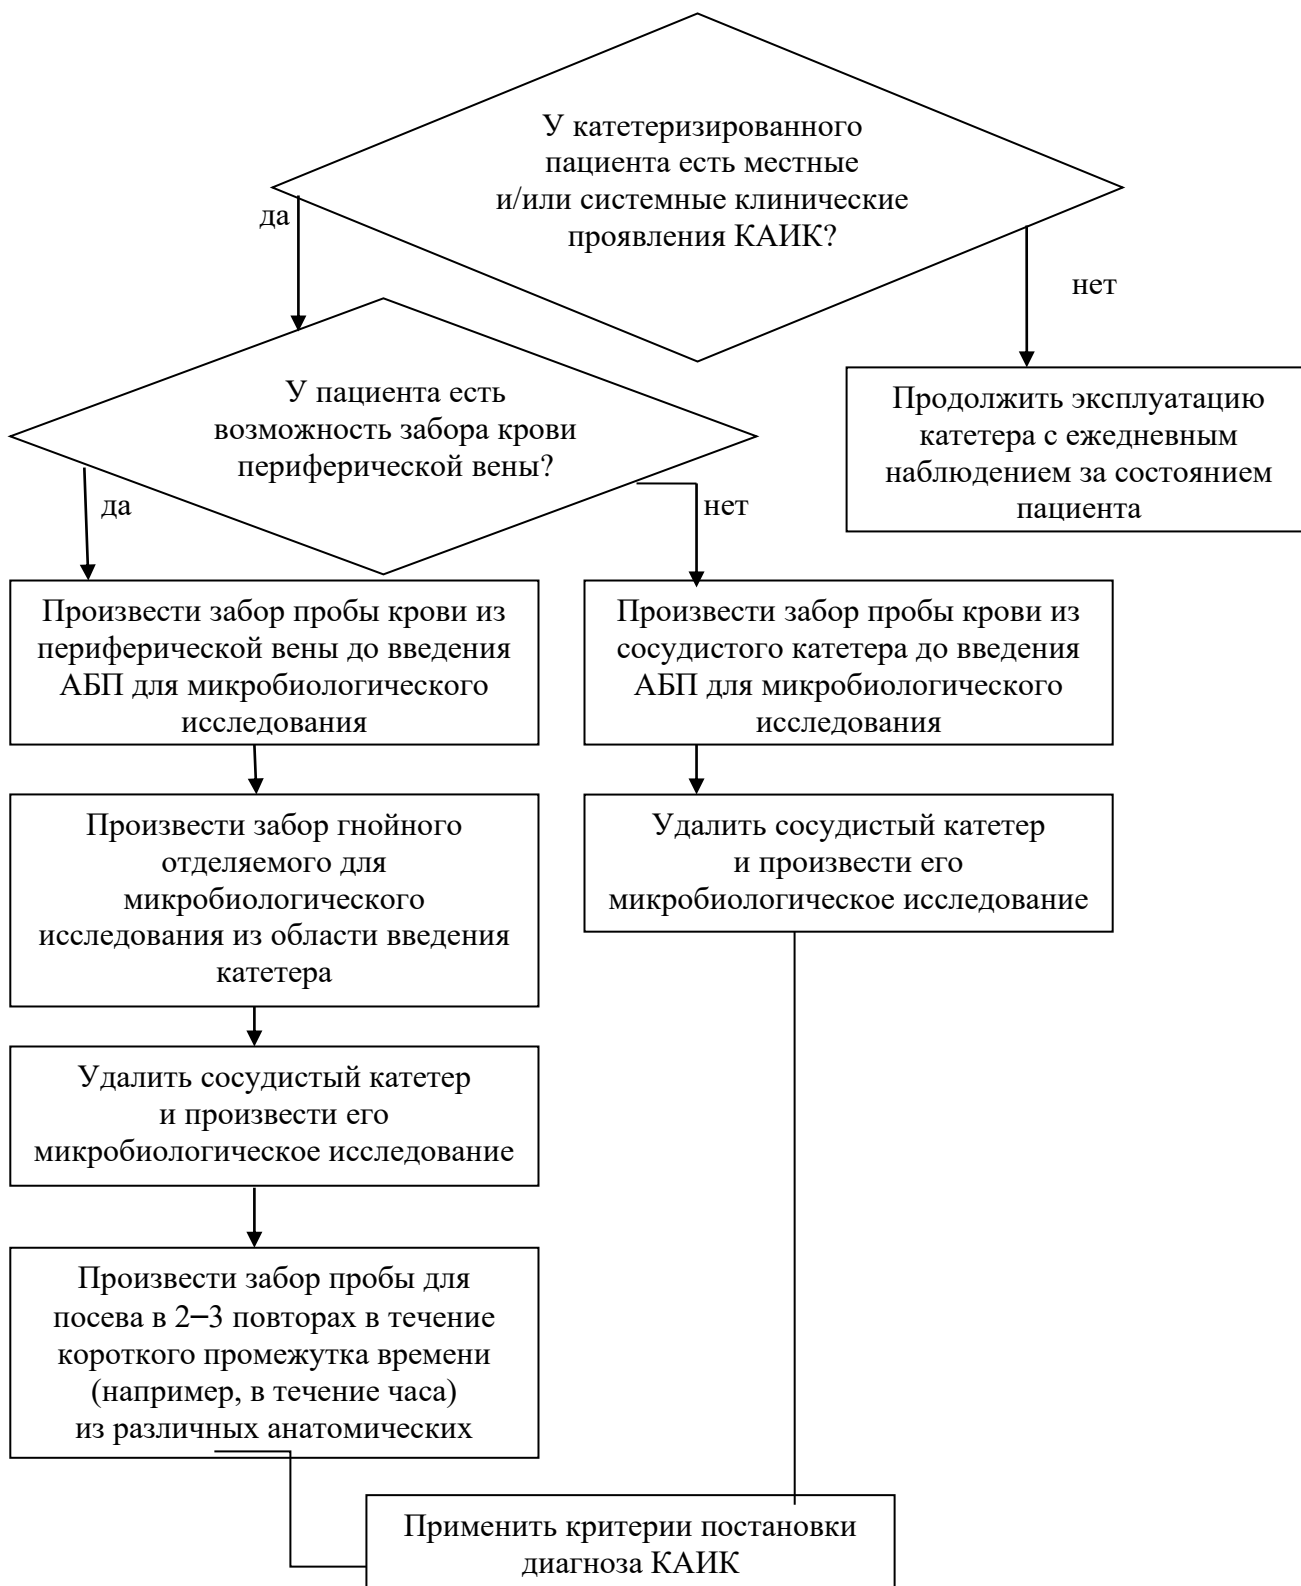 У катетеризированного
пациента есть местные
и/или системные клинические
проявления КАИК?
да
нет
У пациента есть
возможность забора крови
периферической вены?
да
нет
Продолжить эксплуатацию
катетера с ежедневным
наблюдением за состоянием
пациента
Произвести забор пробы крови из
периферической вены до введения
АБП для микробиологического
исследования
Произвести забор пробы крови из
сосудистого катетера до введения
АБП для микробиологического
исследования
Произвести забор гнойного
отделяемого для
микробиологического
исследования из области введения
катетера
Удалить сосудистый катетер
и произвести его
микробиологическое исследование
Удалить сосудистый катетер
и произвести его
микробиологическое исследование
Произвести забор пробы для
посева в 2–3 повторах в течение
короткого промежутка времени
(например, в течение часа)
из различных анатомических
Применить критерии постановки
диагноза КАИК